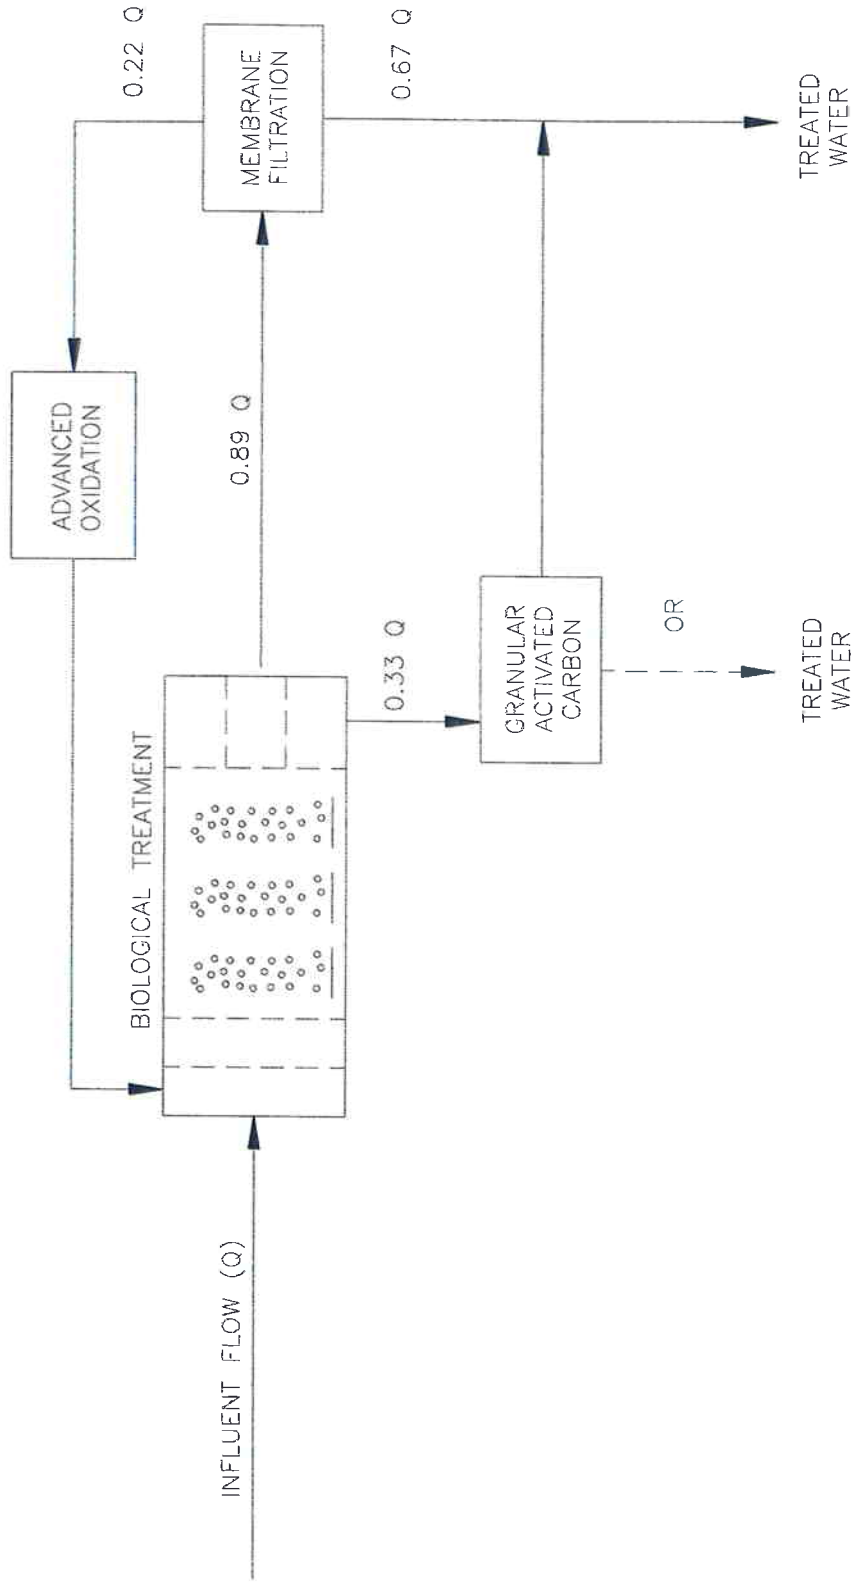 INFLUENT FLOW (Q)
BIOLOGICAL TREATMENT
ADVANCED
OXIDATION
0.22 Q
0.89 Q
MEMBRANE
FILTRATION
0.67 Q
0.33 Q
GRANULAR
ACTIVATED
CARBON
OR
TREATED
WATER
TREATED
WATER